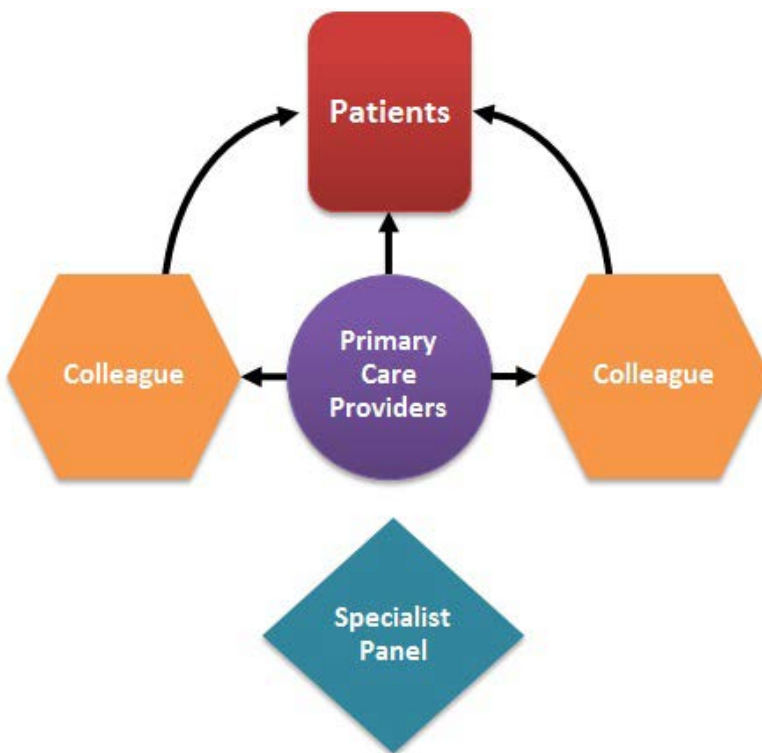 Patients
Colleague
Primary
Care
Providers
Colleague
Specialist
Panel